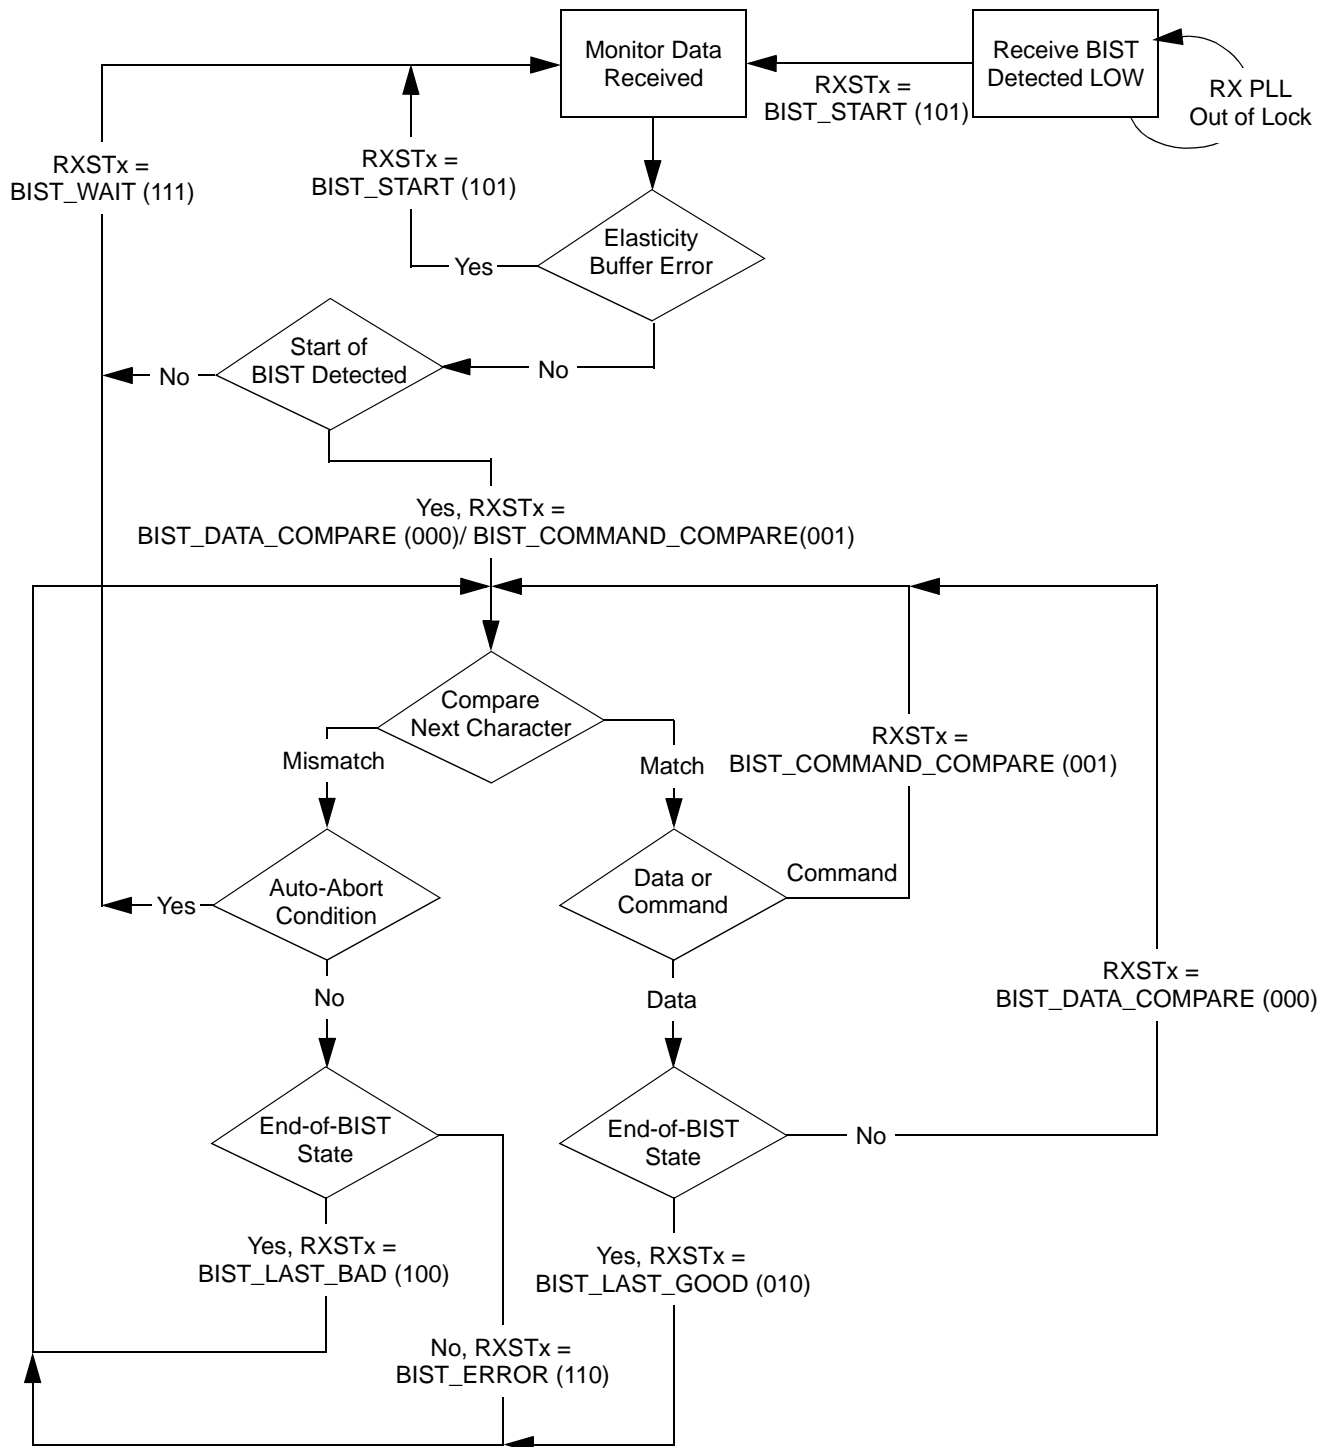 Monitor Data
Received
Receive BIST
Detected LOW
RX PLL
Out of Lock
RXSTx =
BIST_START (101)
RXSTx =
BIST_WAIT (111)
RXSTx =
BIST_START (101)
Elasticity
Buffer Error
Yes
Start of
BIST Detected
No
No
Yes, RXSTx =
BIST_DATA_COMPARE (000)/ BIST_COMMAND_COMPARE(001)
Compare
Next Character
Mismatch
Match
RXSTx =
BIST_COMMAND_COMPARE (001)
Auto-Abort
Condition
Yes
Data or
Command
Command
No
Data
RXSTx =
BIST_DATA_COMPARE (000)
End-of-BIST
State
End-of-BIST
State
No
Yes, RXSTx =
BIST_LAST_BAD (100)
Yes, RXSTx =
BIST_LAST_GOOD (010)
No, RXSTx =
BIST_ERROR (110)